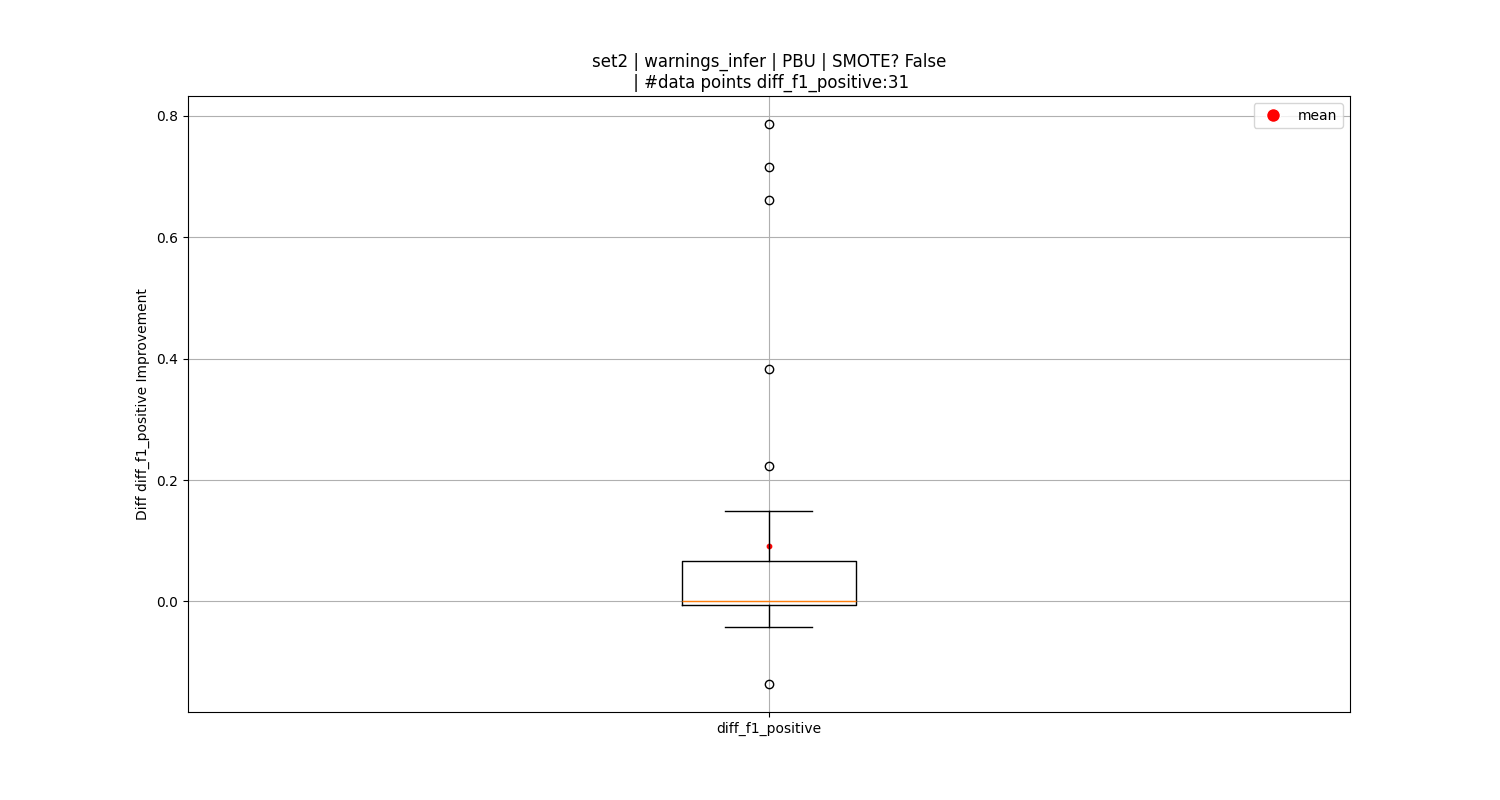 set2 | warnings_infer | PBU | SMOTE? False
| #data points diff_f1_positive:31
mean
0.8
0.6
0.4
0.2
0.0
Diff diff_f1_positive Improvement
diff_f1_positive